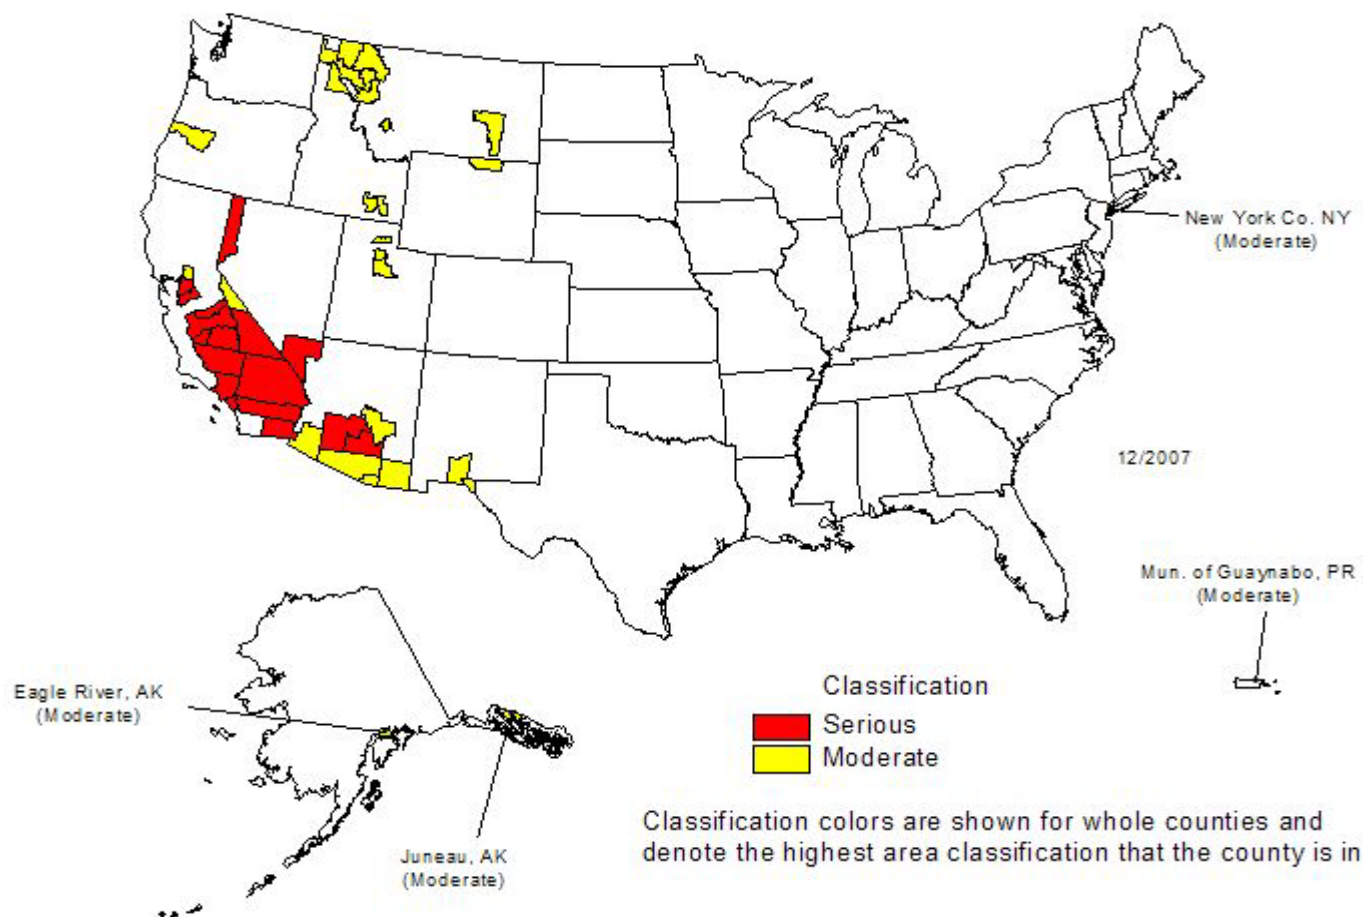 New York Co. NY
(Moderate)
12/2007
Mun. of Guaynabo, PR
(Moderate)
Eagle River, AK
(Moderate)
Juneau, AK
(Moderate)
Classification
Serious
Moderate
Classification colors are shown for whole counties and
denote the highest area classification that the county is in